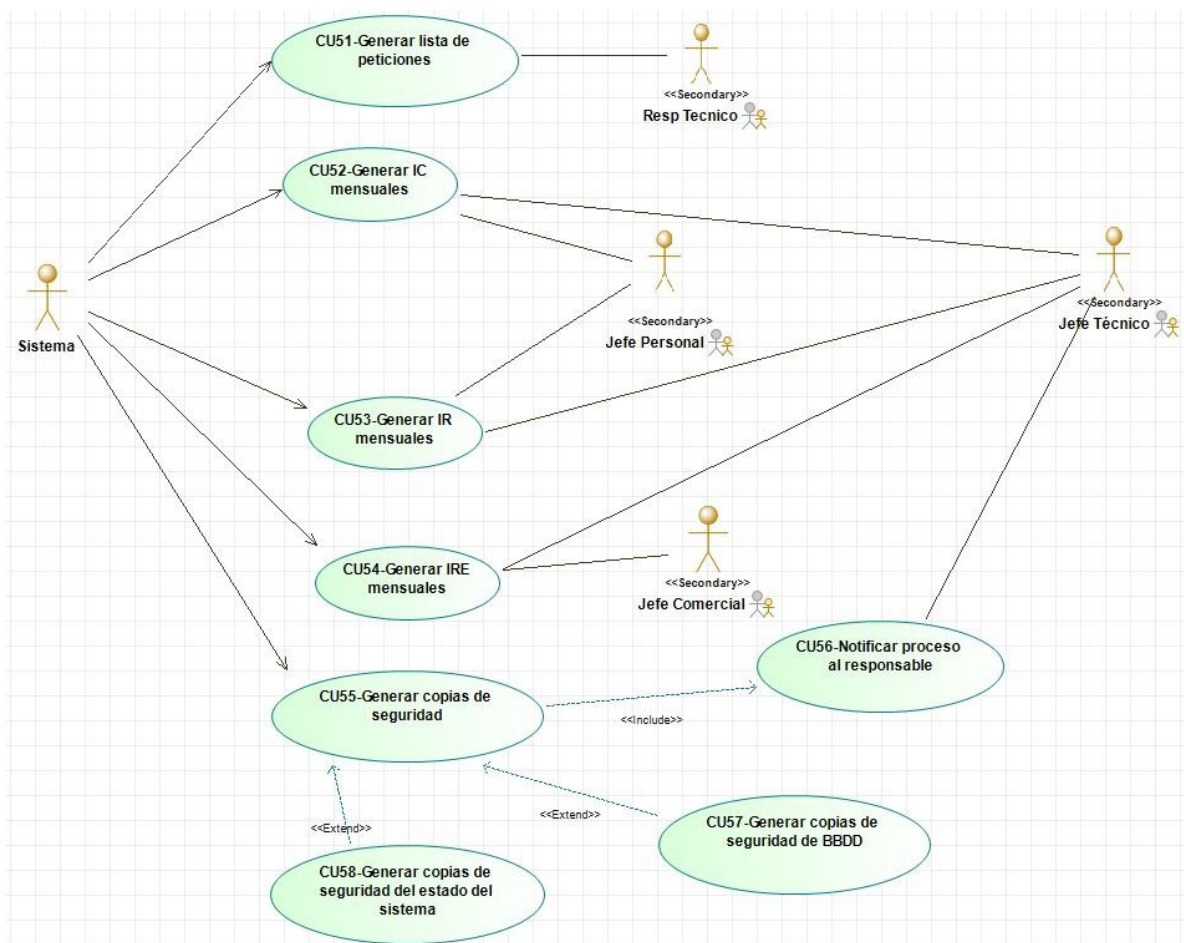 CU51-Generar lista de
peticiones
<<Secondary>>
Resp Tecnico
CU52-Generar IC
mensuales
Sistema
<<Secondary>>
Jefe Personal
<<Secondary>>
Jefe Técnico
CU53-Generar IR
mensuales
CU54-Generar IRE
mensuales
<<Secondary>>
Jefe Comercial
CU56-Notificar proceso
al responsable
CU55-Generar copias de
seguridad
<<Include>>
<<Extend>>
<<Extend>>
CU57-Generar copias de
seguridad de BBDD
CU58-Generar copias de
seguridad del estado del
sistema